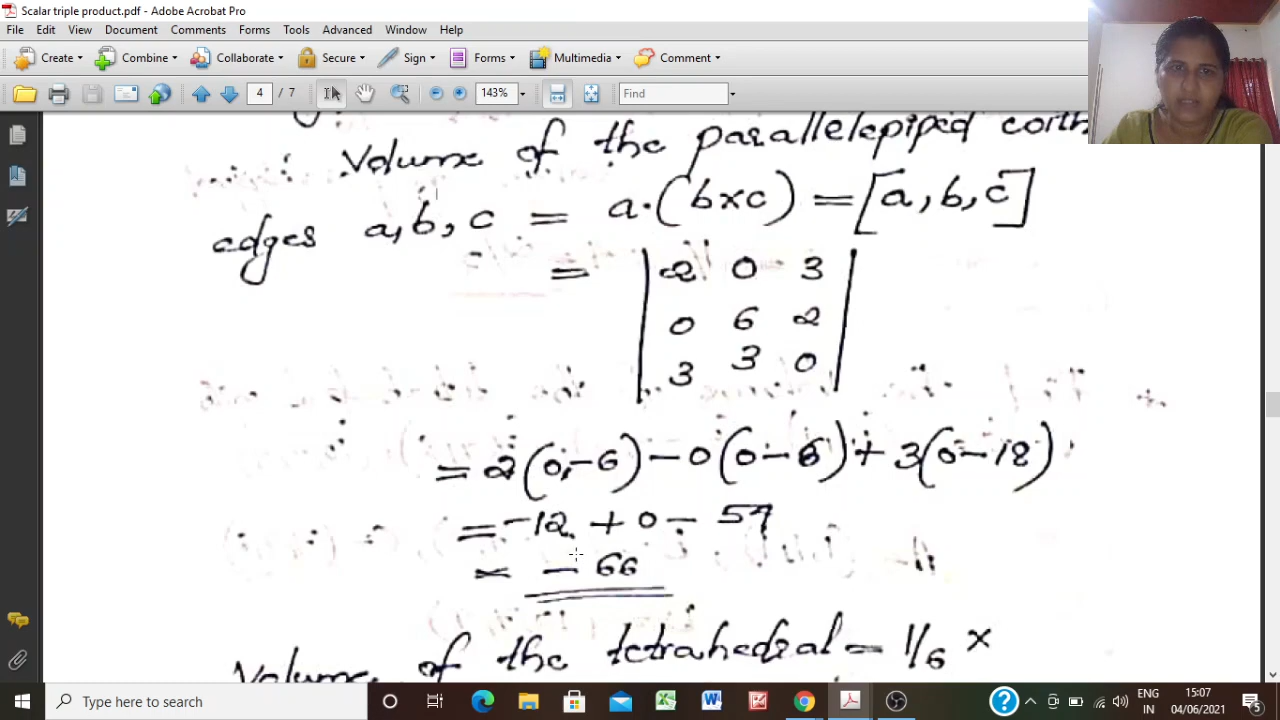 Scalar triple product.pdf - Adobe Acrobat Pro
File Edit View Document Comments Forms Tools Advanced Window Help
Create Combine Collaborate Secure Sign Forms Multimedia Comment
4 / 7 143% Find
Volume of the parallelepiped with
edges a, b, c = a·(b×c) = [a, b, c]
= | 2 0 3 |
| 0 6 2 |
| 3 3 0 |
= 2(0-6) - 0(0-6) + 3(0-18)
= -12 + 0 - 54
= - 66
Volume of the tetrahedral = 1/6 ×
Type here to search
ENG 15:07
IN 04/06/2021 5